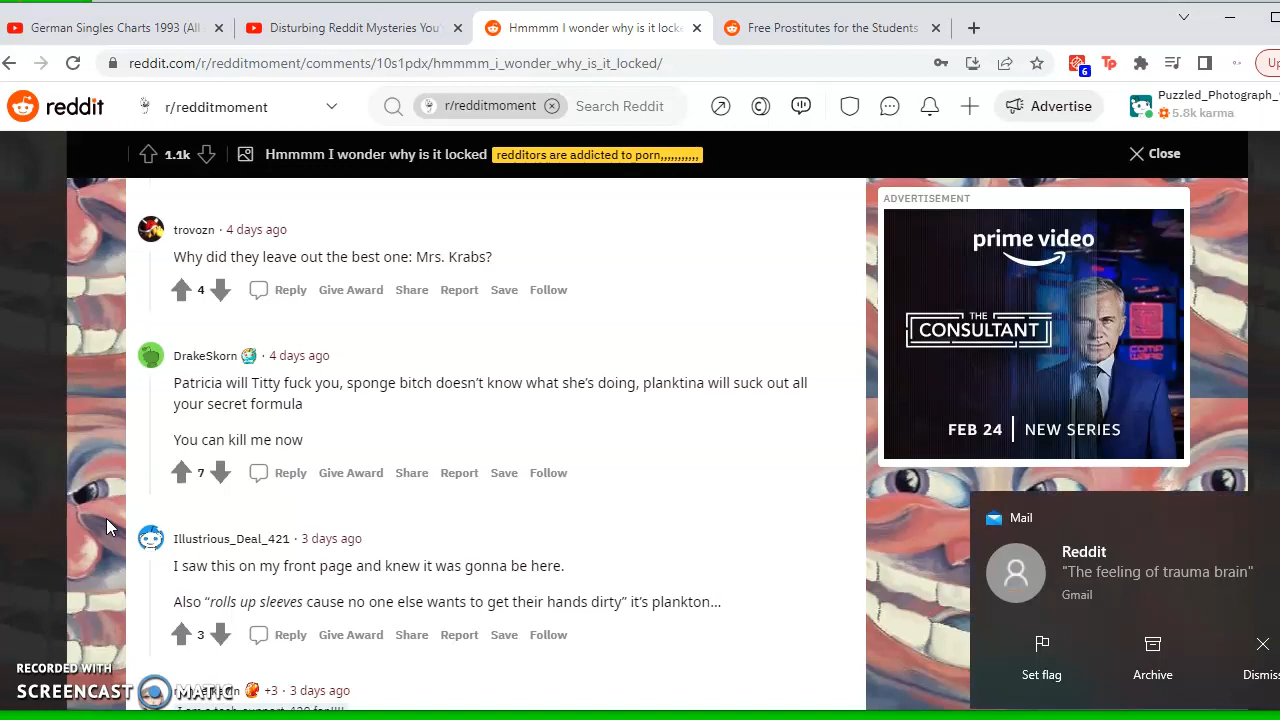 German Singles Charts 1993 (All
Disturbing Reddit Mysteries You'
Hmmmm I wonder why is it locke
Free Prostitutes for the Students
reddit.com/r/redditmoment/comments/10s1pdx/hmmmm_i_wonder_why_is_it_locked/
6
Tp
Up
reddit
r/redditmoment
r/redditmoment
Search Reddit
Advertise
Puzzled_Photograph_
5.8k karma
1.1k
Hmmmm I wonder why is it locked
redditors are addicted to porn,,,,,,,,,,,
Close
trovozn · 4 days ago
Why did they leave out the best one: Mrs. Krabs?
4
Reply Give Award Share Report Save Follow
DrakeSkorn · 4 days ago
Patricia will Titty fuck you, sponge bitch doesn't know what she's doing, planktina will suck out all
your secret formula
You can kill me now
7
Reply Give Award Share Report Save Follow
Illustrious_Deal_421 · 3 days ago
I saw this on my front page and knew it was gonna be here.
Also “rolls up sleeves cause no one else wants to get their hands dirty” it's plankton...
3
Reply Give Award Share Report Save Follow
+3 · 3 days ago
ADVERTISEMENT
prime video
THE
CONSULTANT
COMP
WARE
FEB 24 | NEW SERIES
Mail
Reddit
"The feeling of trauma brain"
Gmail
Set flag
Archive
Dismis
RECORDED WITH
SCREENCAST MATIC